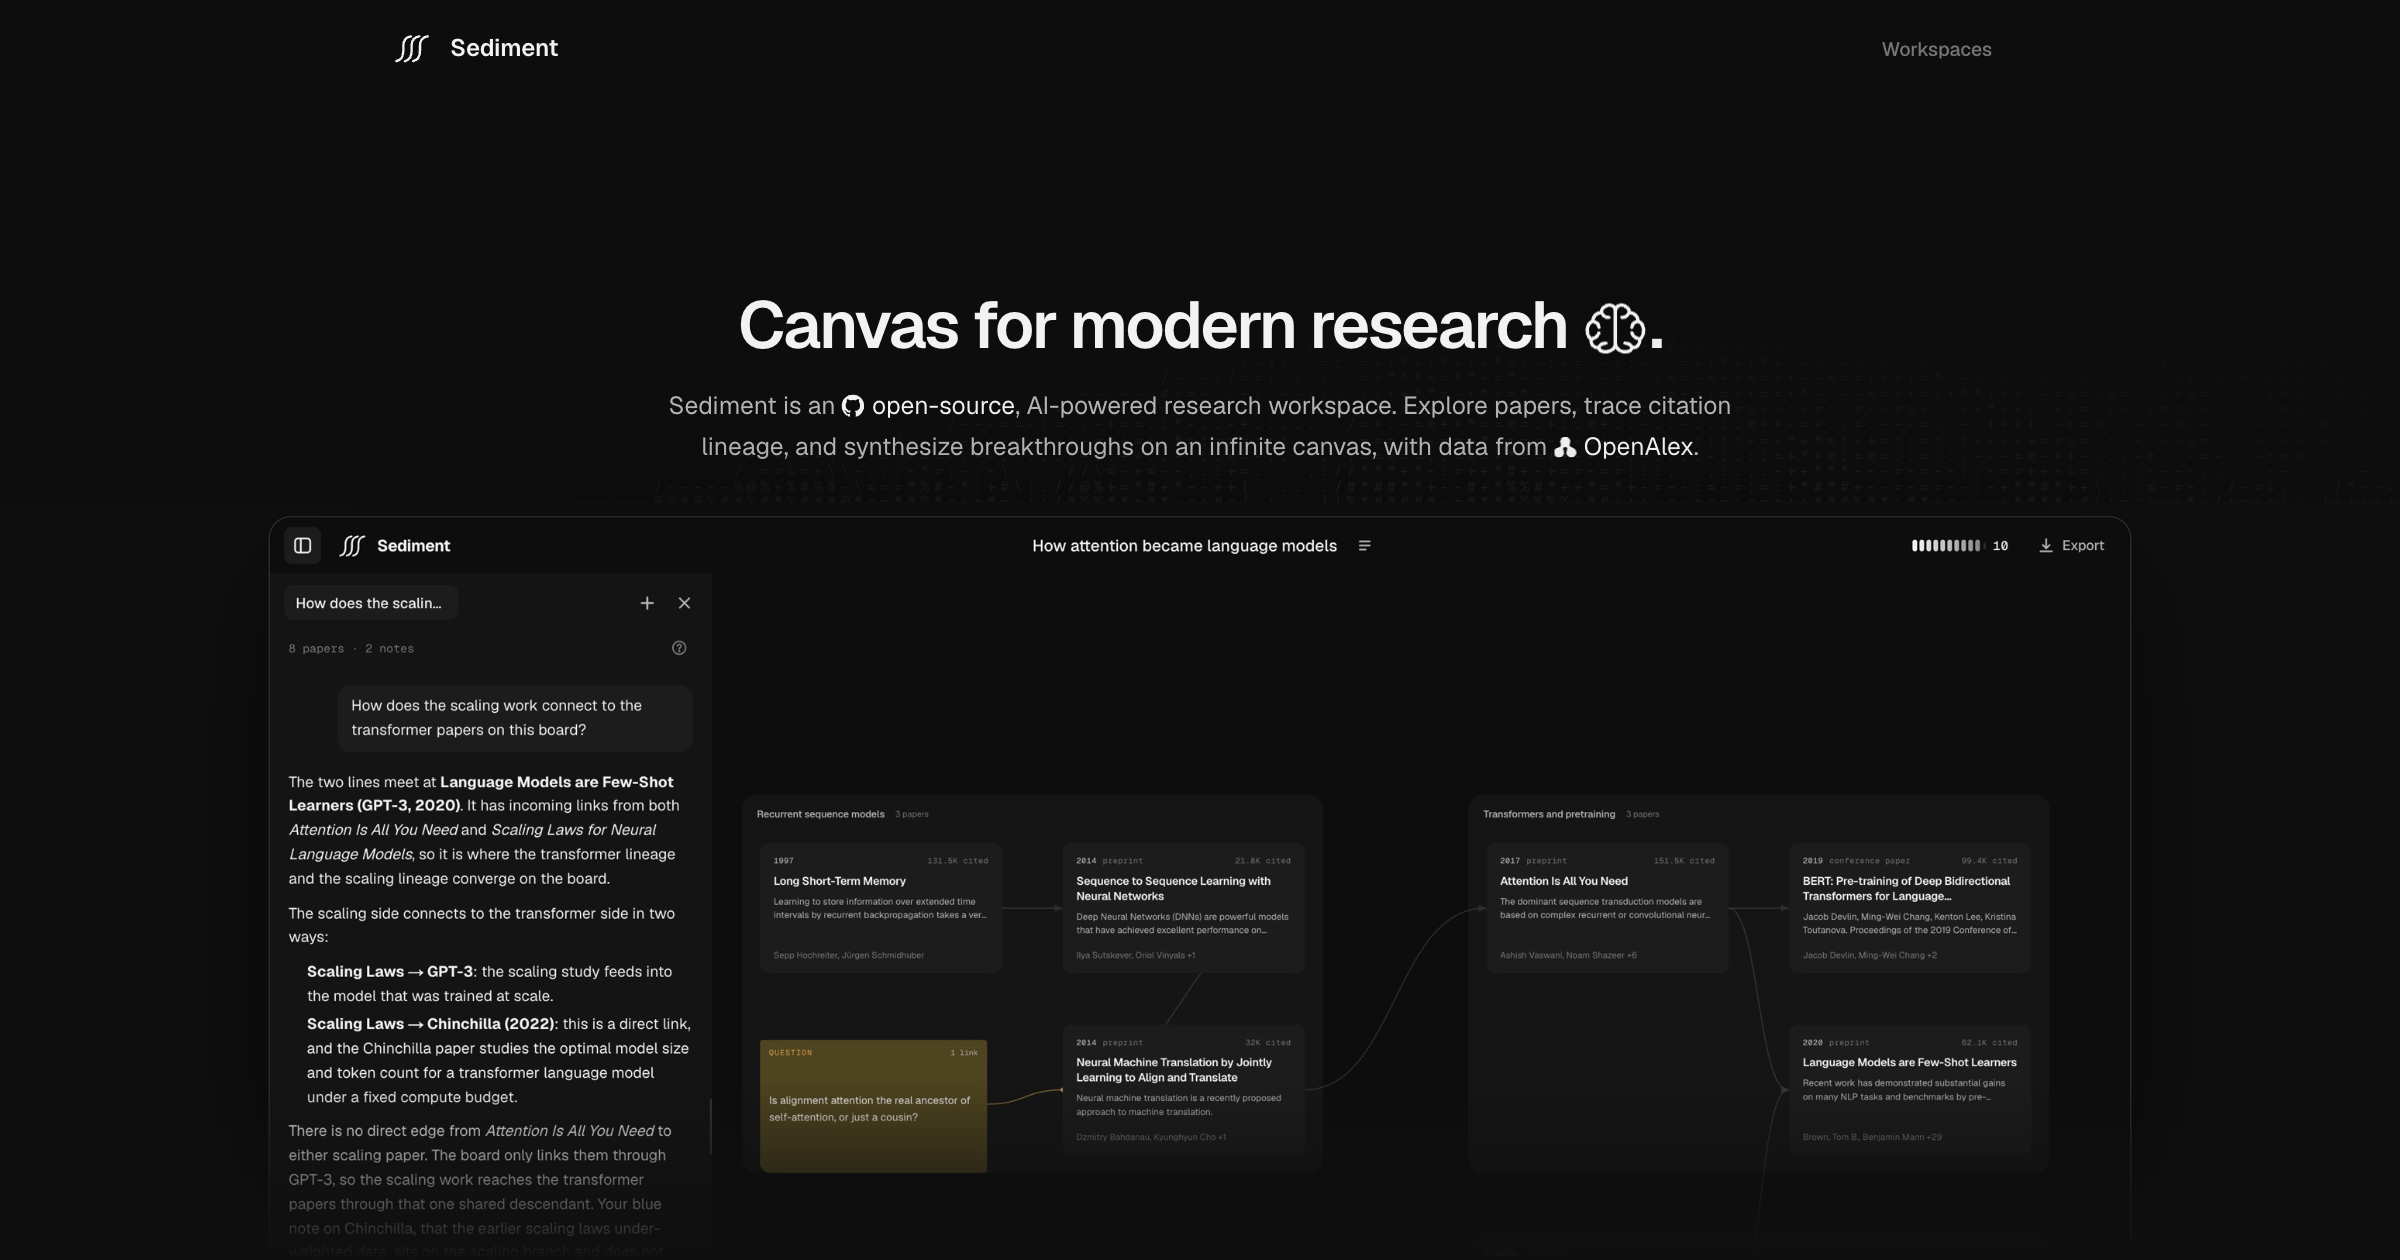 Sediment
Workspaces
Canvas for modern research
Sediment is an open-source, AI-powered research workspace. Explore papers, trace citation
lineage, and synthesize breakthroughs on an infinite canvas, with data from OpenAlex.
Sediment
How attention became language models
10
Export
How does the scalin...
8 papers · 2 notes
How does the scaling work connect to the
transformer papers on this board?
The two lines meet at Language Models are Few-Shot
Learners (GPT-3, 2020). It has incoming links from both
Attention Is All You Need and Scaling Laws for Neural
Language Models, so it is where the transformer lineage
and the scaling lineage converge on the board.
The scaling side connects to the transformer side in two
ways:
Scaling Laws → GPT-3: the scaling study feeds into
the model that was trained at scale.
Scaling Laws → Chinchilla (2022): this is a direct link,
and the Chinchilla paper studies the optimal model size
and token count for a transformer language model
under a fixed compute budget.
There is no direct edge from Attention Is All You Need to
either scaling paper. The board only links them through
GPT-3, so the scaling work reaches the transformer
papers through that one shared descendant. Your blue
note on Chinchilla, that the earlier scaling laws under-
weighted data, sits on the scaling branch and does not
Recurrent sequence models 3 papers
1997 131.5K cited
Long Short-Term Memory
Learning to store information over extended time
intervals by recurrent backpropagation takes a ver...
Sepp Hochreiter, Jürgen Schmidhuber
2014 preprint 21.8K cited
Sequence to Sequence Learning with
Neural Networks
Deep Neural Networks (DNNs) are powerful models
that have achieved excellent performance on...
Ilya Sutskever, Oriol Vinyals +1
QUESTION 1 link
Is alignment attention the real ancestor of
self-attention, or just a cousin?
2014 preprint 32K cited
Neural Machine Translation by Jointly
Learning to Align and Translate
Neural machine translation is a recently proposed
approach to machine translation.
Dzmitry Bahdanau, Kyunghyun Cho +1
Transformers and pretraining 3 papers
2017 preprint 151.5K cited
Attention Is All You Need
The dominant sequence transduction models are
based on complex recurrent or convolutional neur...
Ashish Vaswani, Noam Shazeer +6
2019 conference paper 99.4K cited
BERT: Pre-training of Deep Bidirectional
Transformers for Language...
Jacob Devlin, Ming-Wei Chang, Kenton Lee, Kristina
Toutanova. Proceedings of the 2019 Conference of...
Jacob Devlin, Ming-Wei Chang +2
2020 preprint 62.1K cited
Language Models are Few-Shot Learners
Recent work has demonstrated substantial gains
on many NLP tasks and benchmarks by pre-...
Brown, Tom B., Benjamin Mann +29